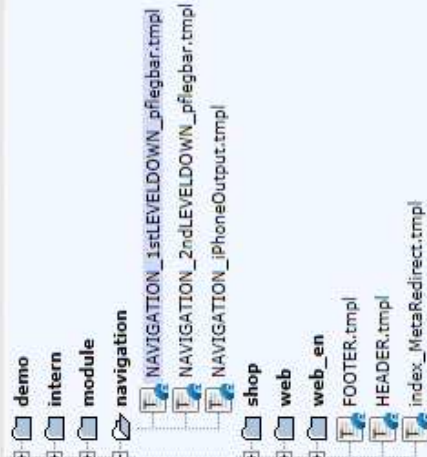 demo
intern
module
navigation
NAVIGATION_1stLEVELDOWN_pflegbar.tmpl
NAVIGATION_2ndLEVELDOWN_pflegbar.tmpl
NAVIGATION_iPhoneOutput.tmpl
shop
web
web_en
FOOTER.tmpl
HEADER.tmpl
index_MetaRedirect.tmpl